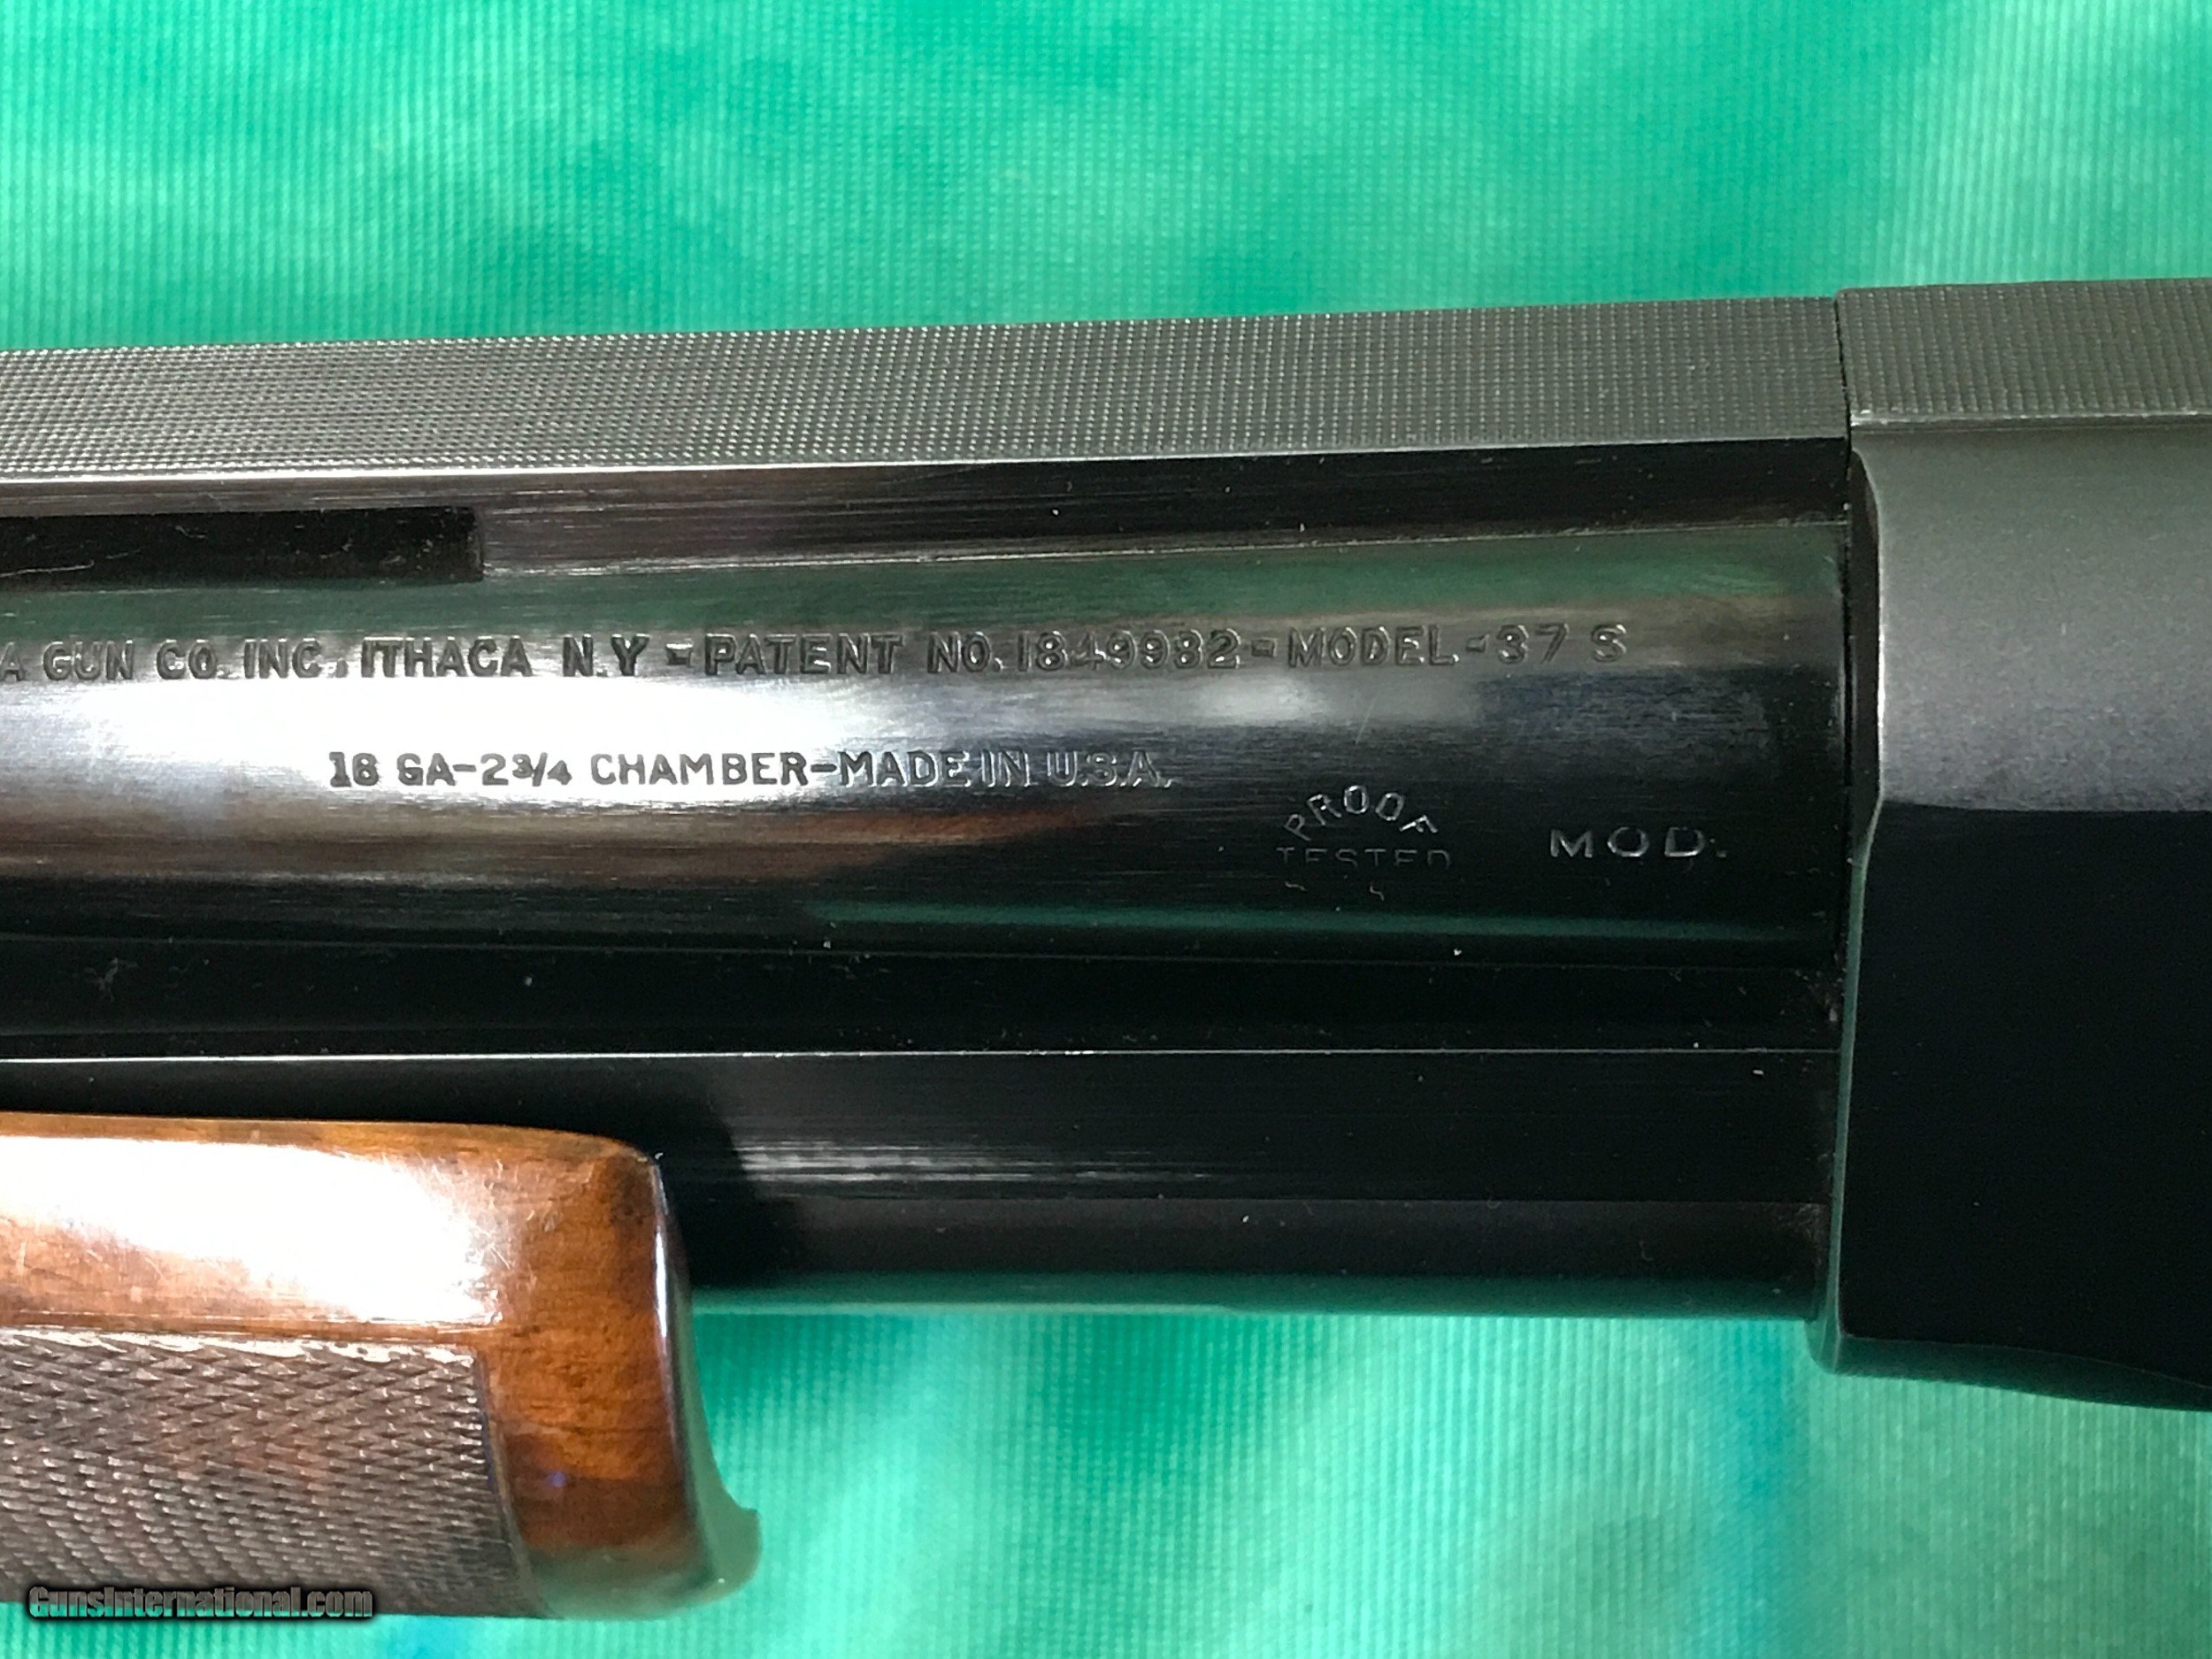 A GUN CO. INC. ITHACA N.Y - PATENT NO. 1849982 - MODEL - 37 S
16 GA-2¾ CHAMBER-MADE IN U.S.A.
PROOF
TESTED
MOD.
GunsInternational.com